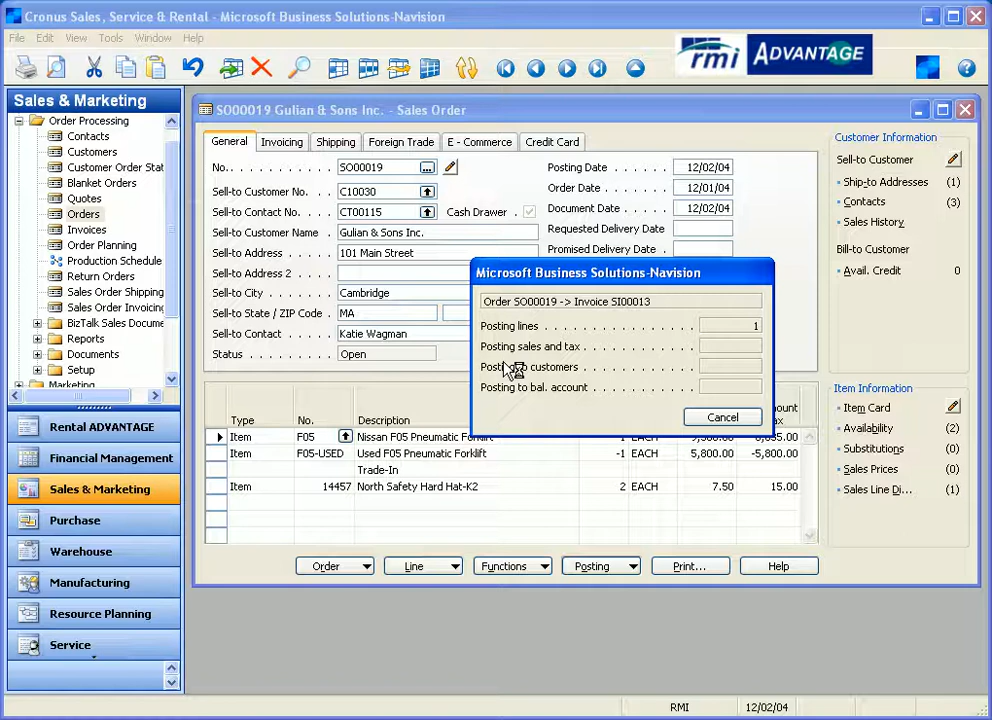 Cronus Sales, Service & Rental - Microsoft Business Solutions-Navision
File Edit View Tools Window Help
rmi ADVANTAGE
Sales & Marketing
Order Processing
Contacts
Customers
Customer Order Stat
Blanket Orders
Quotes
Orders
Invoices
Order Planning
Production Schedule
Return Orders
Sales Order Shipping
Sales Order Invoicing
BizTalk Sales Docume
Reports
Documents
Setup
Marketing
Rental ADVANTAGE
Financial Management
Sales & Marketing
Purchase
Warehouse
Manufacturing
Resource Planning
Service
SO00019 Gulian & Sons Inc. - Sales Order
General Invoicing Shipping Foreign Trade E - Commerce Credit Card
No. . . . . . . . . . . . SO00019 ...
Sell-to Customer No. . C10030
Sell-to Contact No. . . CT00115 Cash Drawer .
Sell-to Customer Name . Gulian & Sons Inc.
Sell-to Address . . . . . 101 Main Street
Sell-to Address 2 . . . .
Sell-to City . . . . . . . Cambridge
Sell-to State / ZIP Code . MA
Sell-to Contact . . . . . Katie Wagman
Status . . . . . . . . . . Open
Posting Date . . . . . . 12/02/04
Order Date . . . . . . . 12/01/04
Document Date . . . . . 12/02/04
Requested Delivery Date
Promised Delivery Date .
Microsoft Business Solutions-Navision
Order SO00019 -> Invoice SI00013
Posting lines . . . . . . . . . . . . . . 1
Posting sales and tax . . . . . . . . . .
customers . . . . . . . . . .
Posting to bal. account . . . . . . . . .
Cancel
Type No. Description
Item F05 Nissan F05 Pneumatic Forklift
Item F05-USED Used F05 Pneumatic Forklift -1 EACH 5,800.00 -5,800.00
Trade-In
Item 14457 North Safety Hard Hat-K2 2 EACH 7.50 15.00
Order Line Functions Posting Print... Help
Customer Information
Sell-to Customer
Ship-to Addresses (1)
Contacts (3)
Sales History
Bill-to Customer
Avail. Credit 0
Item Information
Item Card
Availability (2)
Substitutions (0)
Sales Prices (0)
Sales Line Di... (1)
RMI 12/02/04